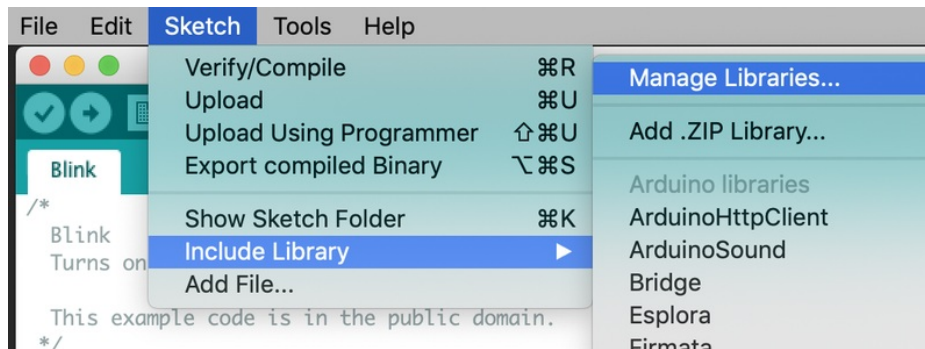 File Edit Sketch Tools Help
Verify/Compile ⌘R
Upload ⌘U
Upload Using Programmer ⇧⌘U
Export compiled Binary ⌥⌘S
Show Sketch Folder ⌘K
Include Library ▶
Add File...
Manage Libraries...
Add .ZIP Library...
Arduino libraries
ArduinoHttpClient
ArduinoSound
Bridge
Esplora
Firmata
Blink
/*
Blink
Turns on
This example code is in the public domain.
*/